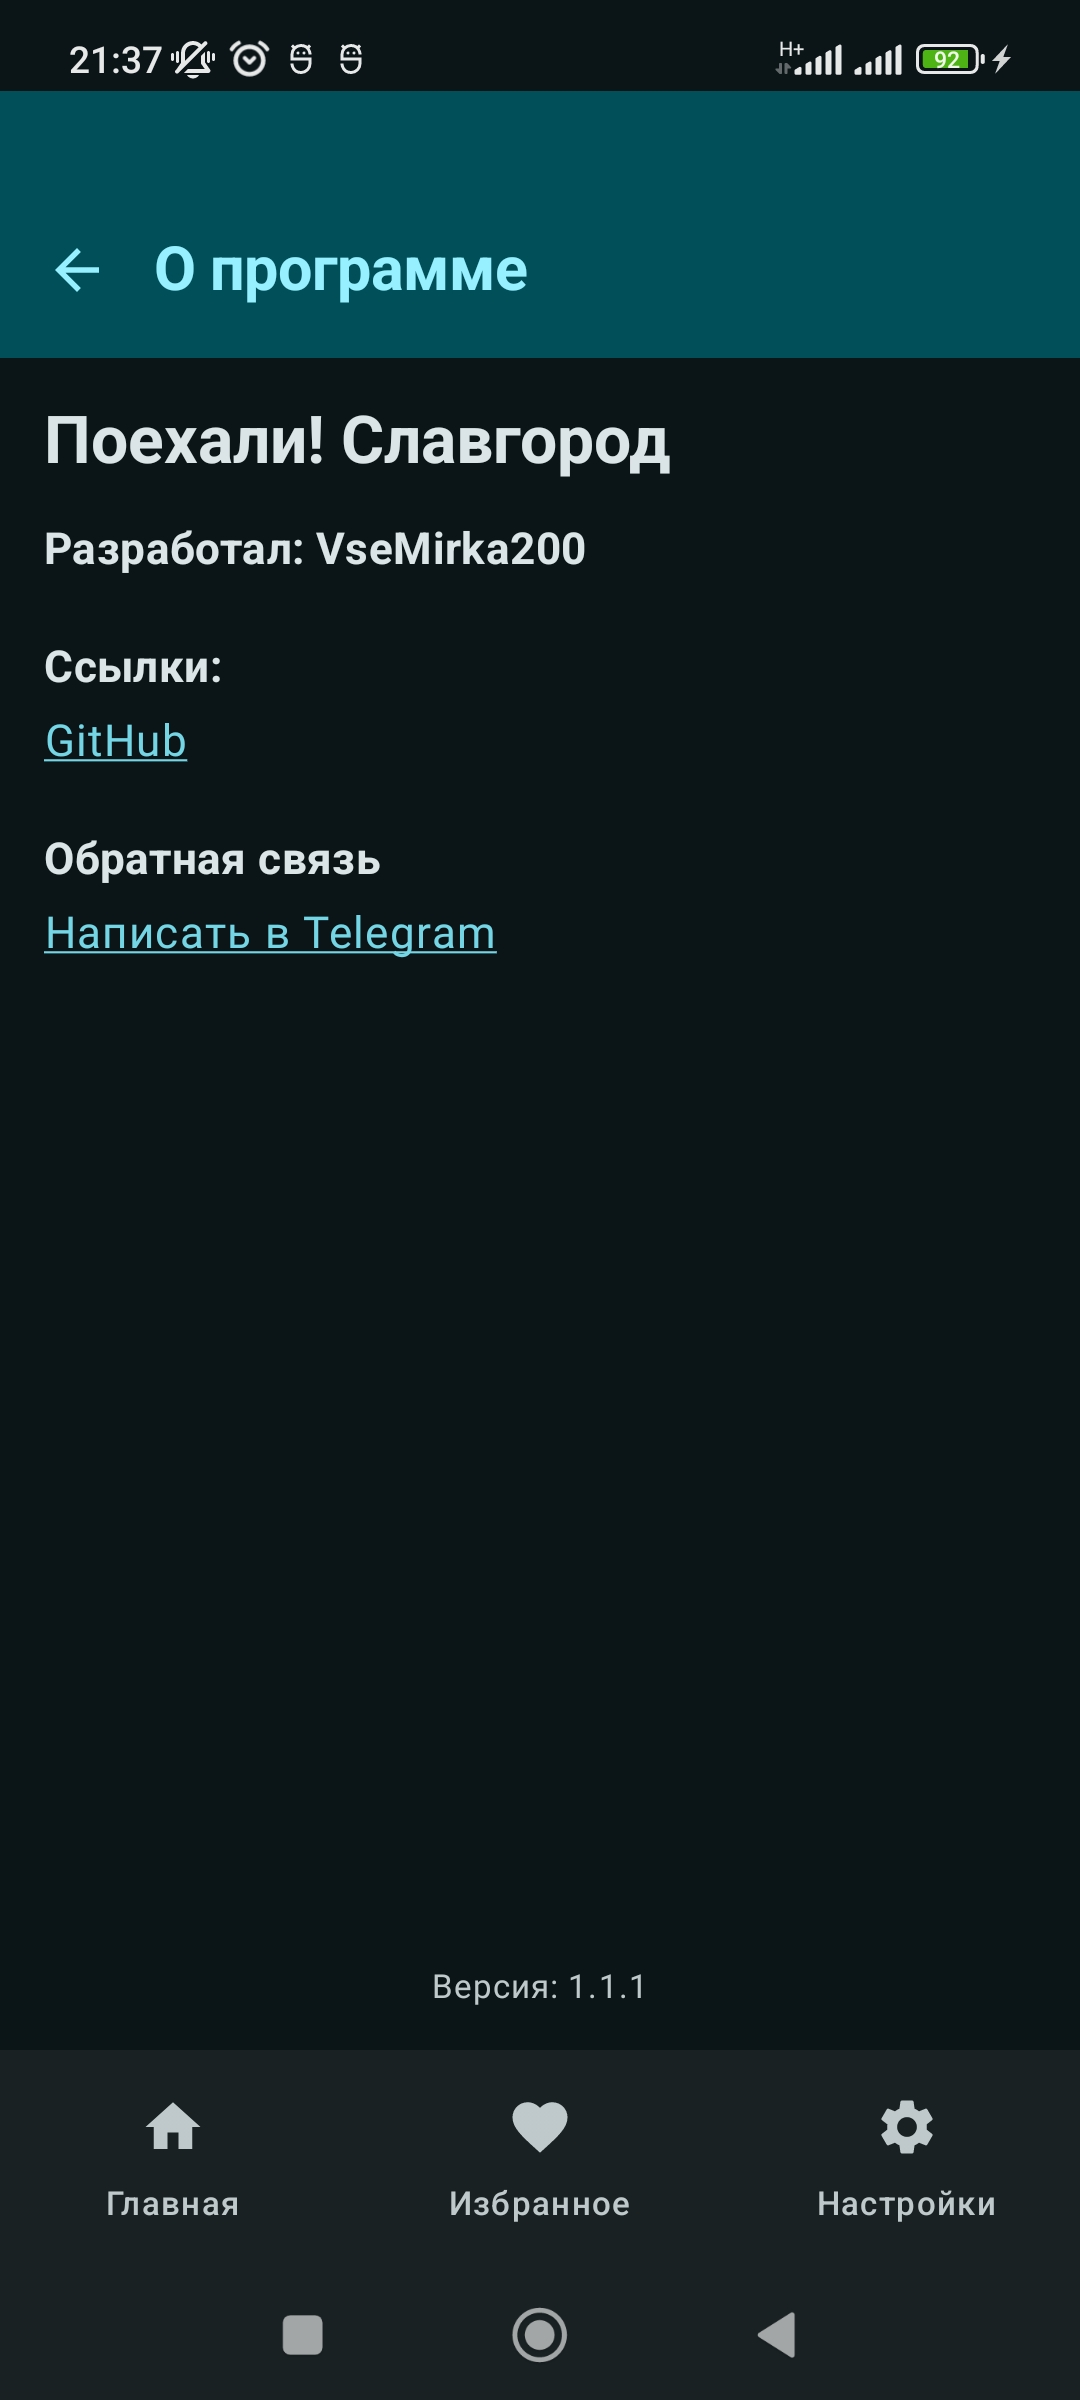 21:37
H+
92
О программе
Поехали! Славгород
Разработал: VseMirka200
Ссылки:
GitHub
Обратная связь
Написать в Telegram
Версия: 1.1.1
Главная
Избранное
Настройки